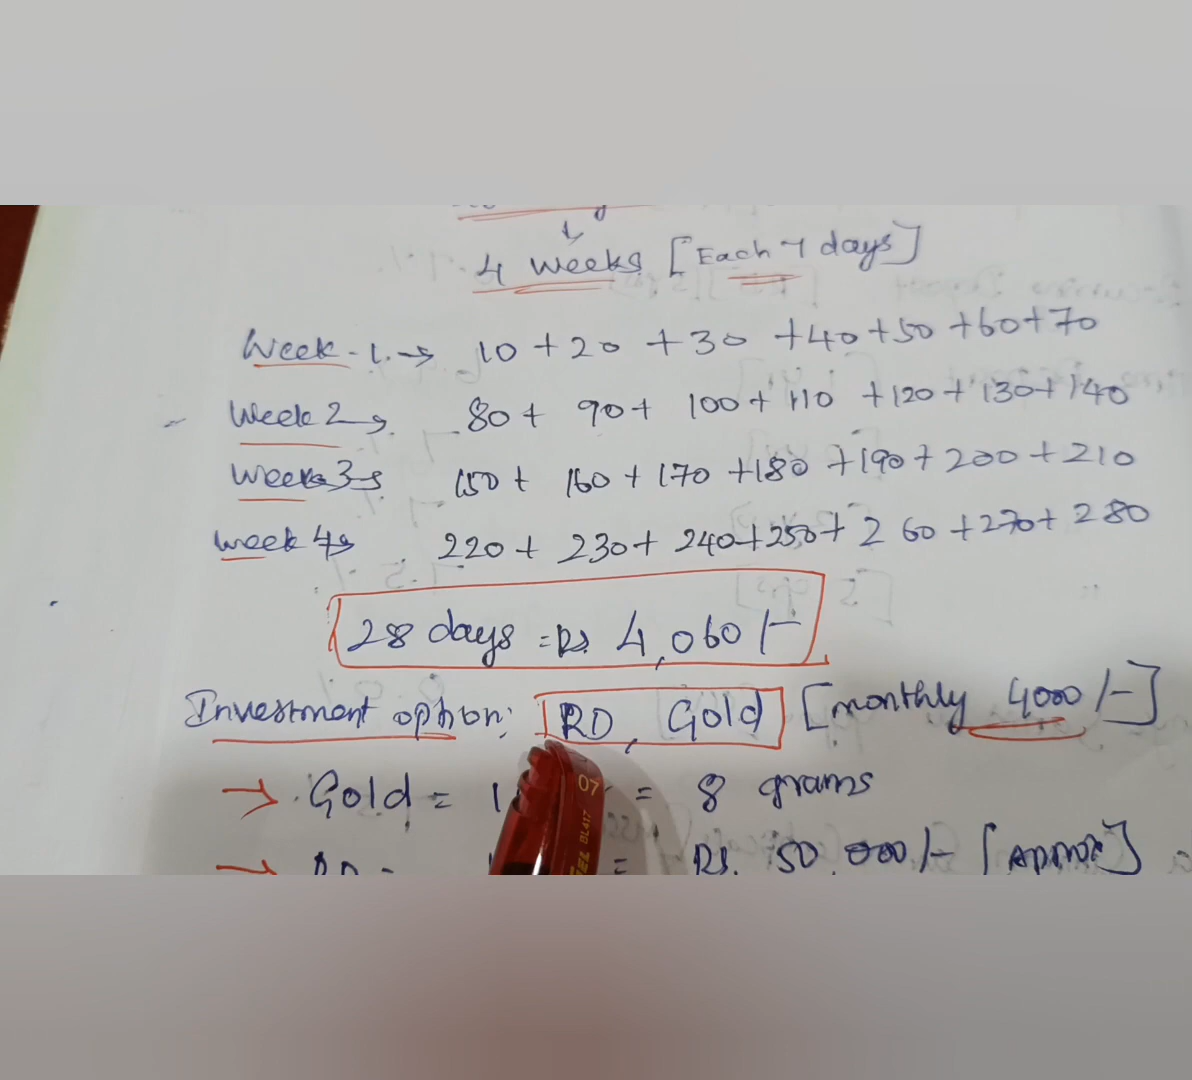 4 weeks [Each 7 days]
Week - 1. → 10 + 20 + 30 + 40 + 50 + 60 + 70
Week 2 → 80 + 90 + 100 + 110 + 120 + 130 + 140
Week 3 → 150 + 160 + 170 + 180 + 190 + 200 + 210
week 4 → 220 + 230 + 240 + 250 + 260 + 270 + 280
28 days = Rs. 4,060/-
Investment option: RD, Gold [monthly 4000/-]
→ Gold = 1 = 8 grams
→ RD = Rs. 50,000/- [Approx]
07
BL417